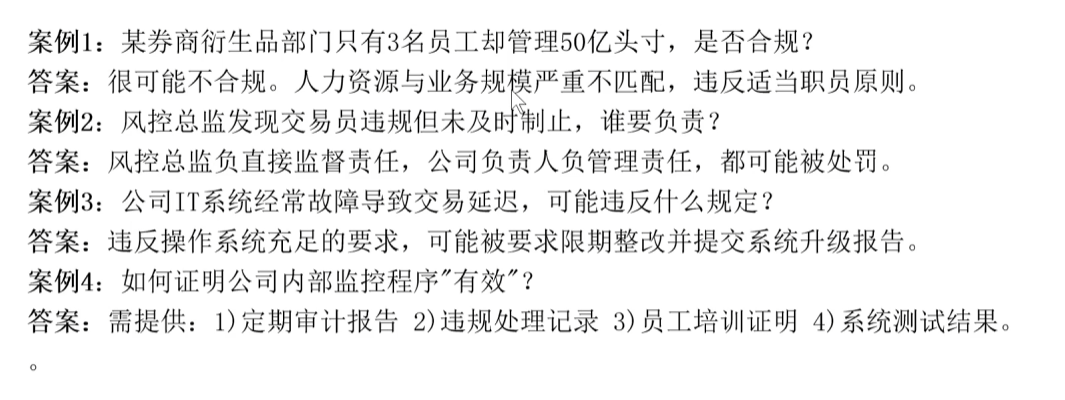 案例1：某券商衍生品部门只有3名员工却管理50亿头寸，是否合规？
答案：很可能不合规。人力资源与业务规模严重不匹配，违反适当职员原则。
案例2：风控总监发现交易员违规但未及时制止，谁要负责？
答案：风控总监负直接监督责任，公司负责人负管理责任，都可能被处罚。
案例3：公司IT系统经常故障导致交易延迟，可能违反什么规定？
答案：违反操作系统充足的要求，可能被要求限期整改并提交系统升级报告。
案例4：如何证明公司内部监控程序"有效"？
答案：需提供：1)定期审计报告 2)违规处理记录 3)员工培训证明 4)系统测试结果。
。